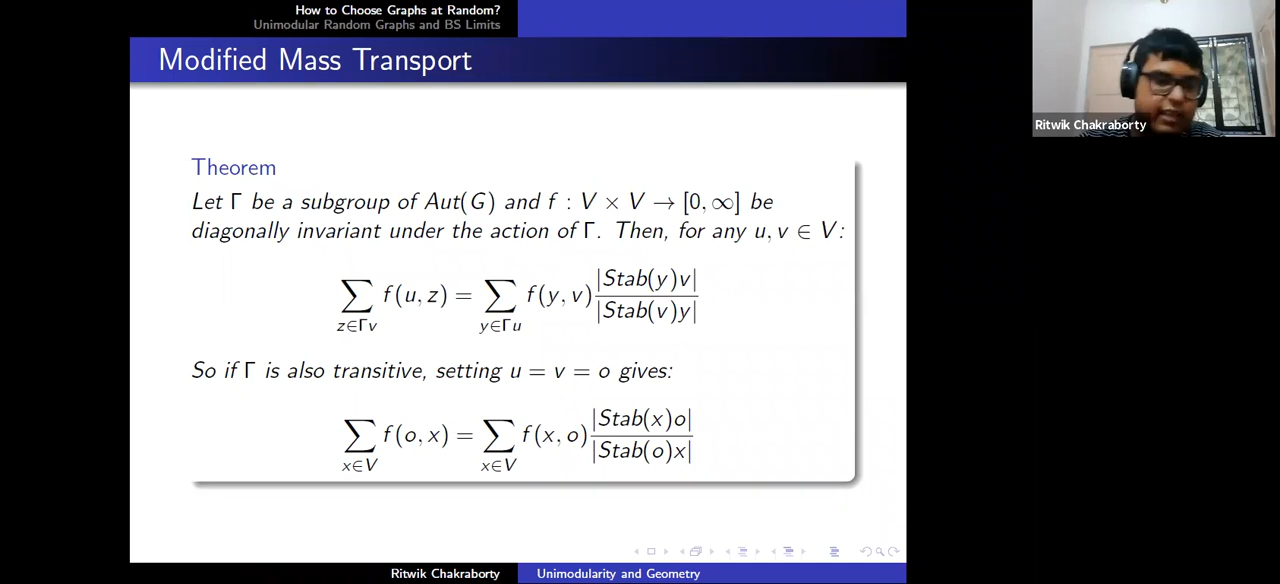 How to Choose Graphs at Random?
Unimodular Random Graphs and BS Limits
Modified Mass Transport
Theorem
Let Γ be a subgroup of Aut(G) and f : V × V → [0, ∞] be
diagonally invariant under the action of Γ. Then, for any u, v ∈ V:
∑_{z∈Γv} f(u, z) = ∑_{y∈Γu} f(y, v) |Stab(y)v| / |Stab(v)y|
So if Γ is also transitive, setting u = v = o gives:
∑_{x∈V} f(o, x) = ∑_{x∈V} f(x, o) |Stab(x)o| / |Stab(o)x|
Ritwik Chakraborty
Unimodularity and Geometry
Ritwik Chakraborty